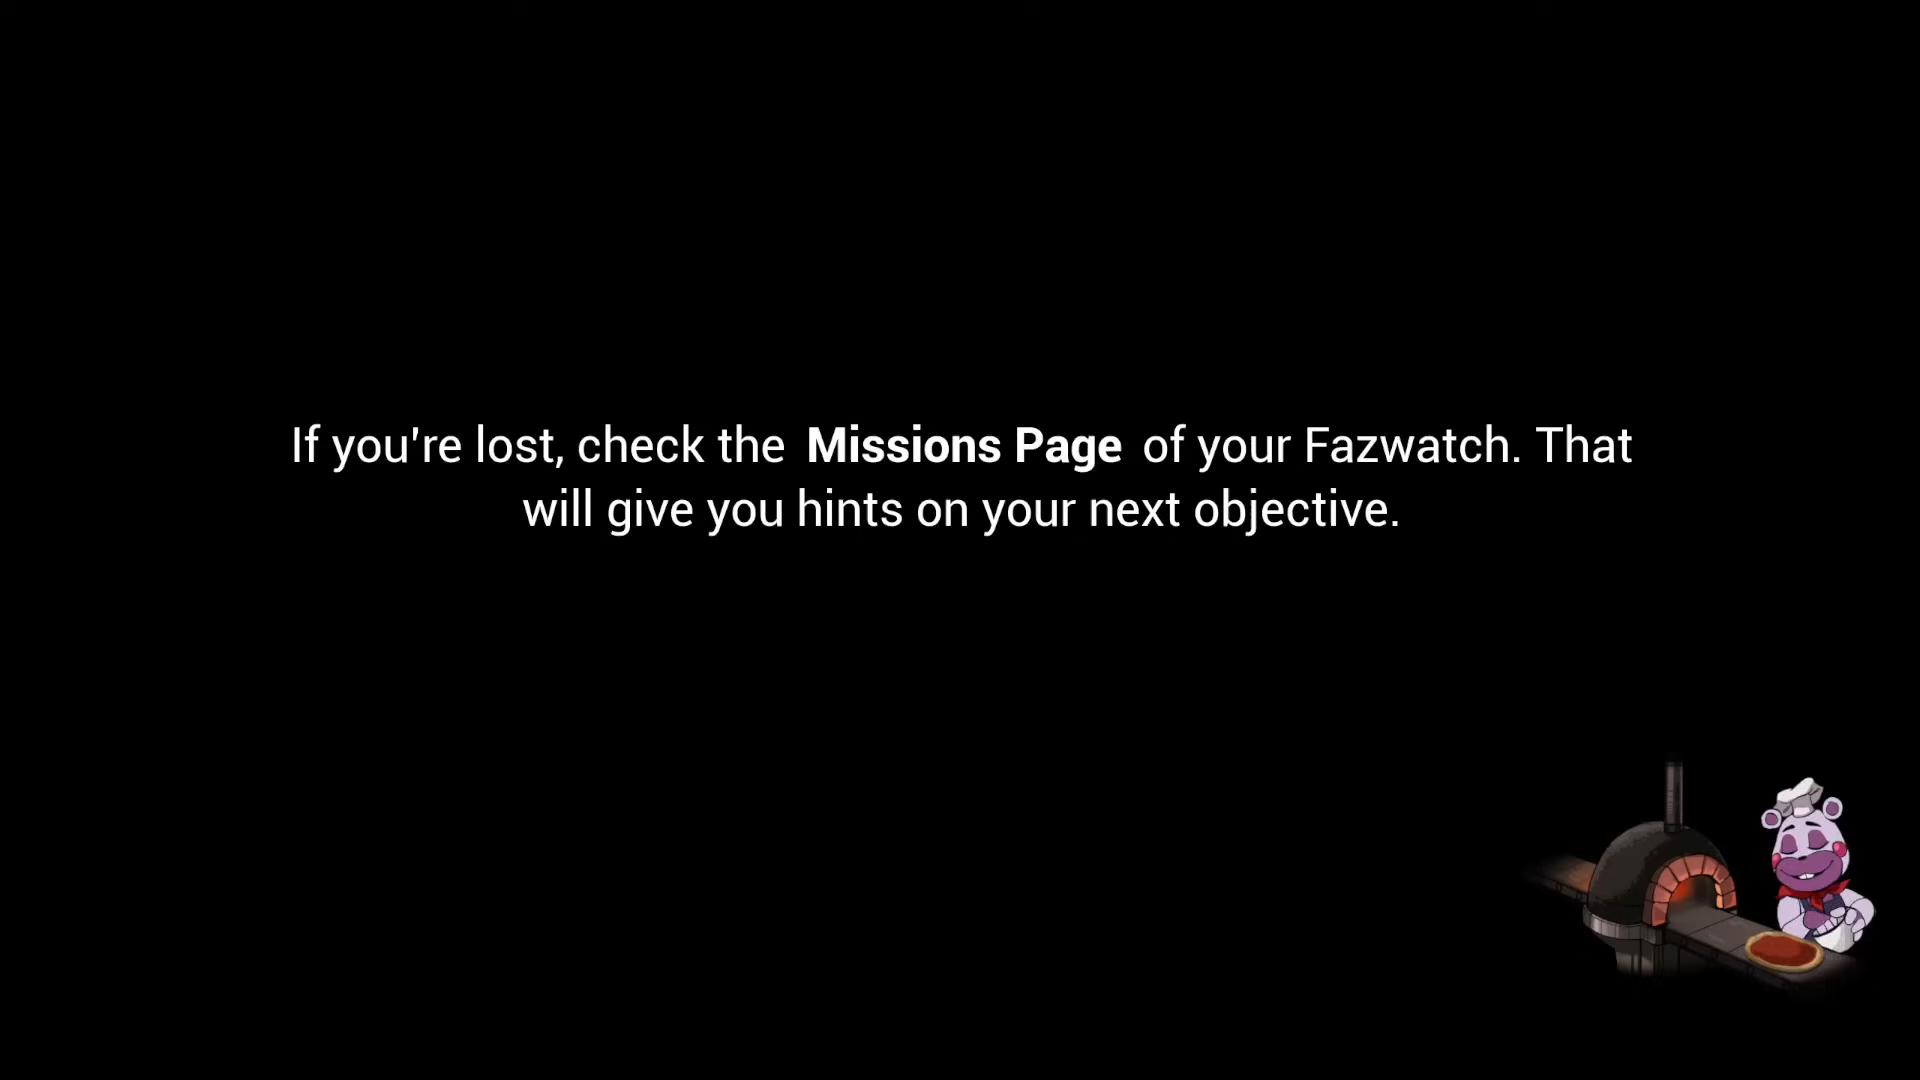 If you're lost, check the Missions Page of your Fazwatch. That
will give you hints on your next objective.